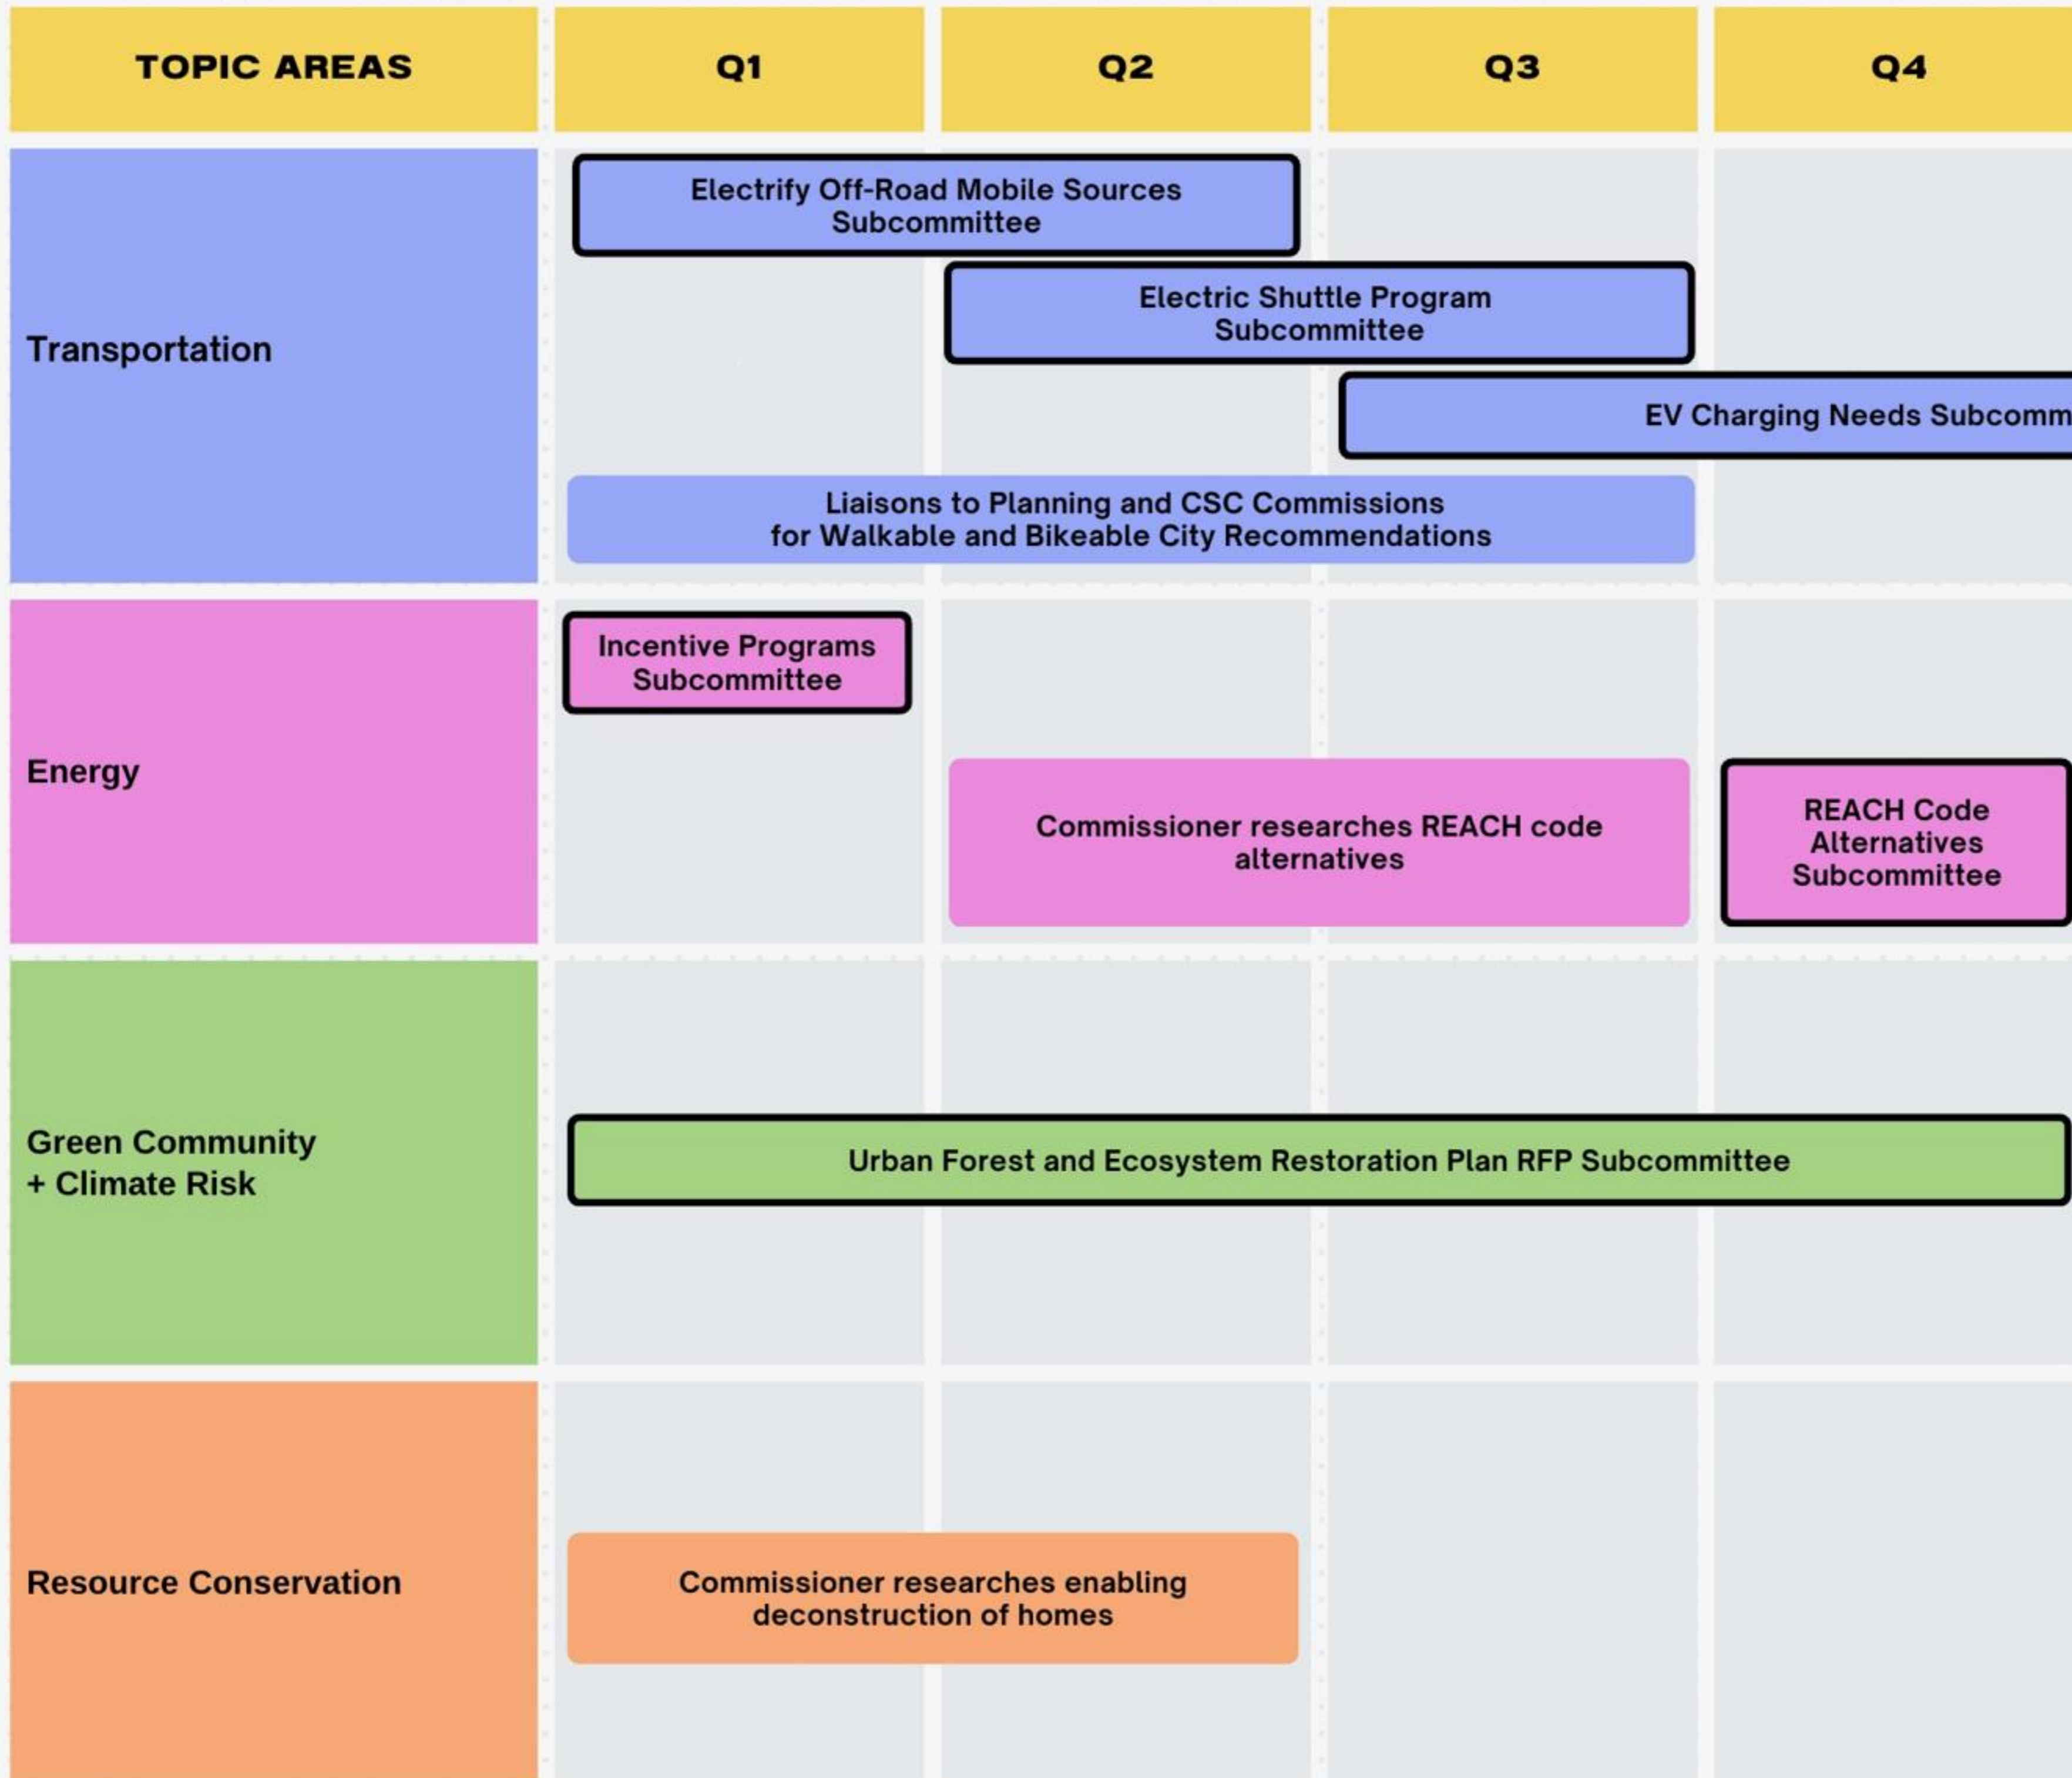 TOPIC AREAS
Q1
Q2
Q3
Q4
Transportation
Electrify Off-Road Mobile Sources
Subcommittee
Electric Shuttle Program
Subcommittee
EV Charging Needs Subcomm
Liaisons to Planning and CSC Commissions
for Walkable and Bikeable City Recommendations
Energy
Incentive Programs
Subcommittee
Commissioner researches REACH code
alternatives
REACH Code
Alternatives
Subcommittee
Green Community
+ Climate Risk
Urban Forest and Ecosystem Restoration Plan RFP Subcommittee
Resource Conservation
Commissioner researches enabling
deconstruction of homes